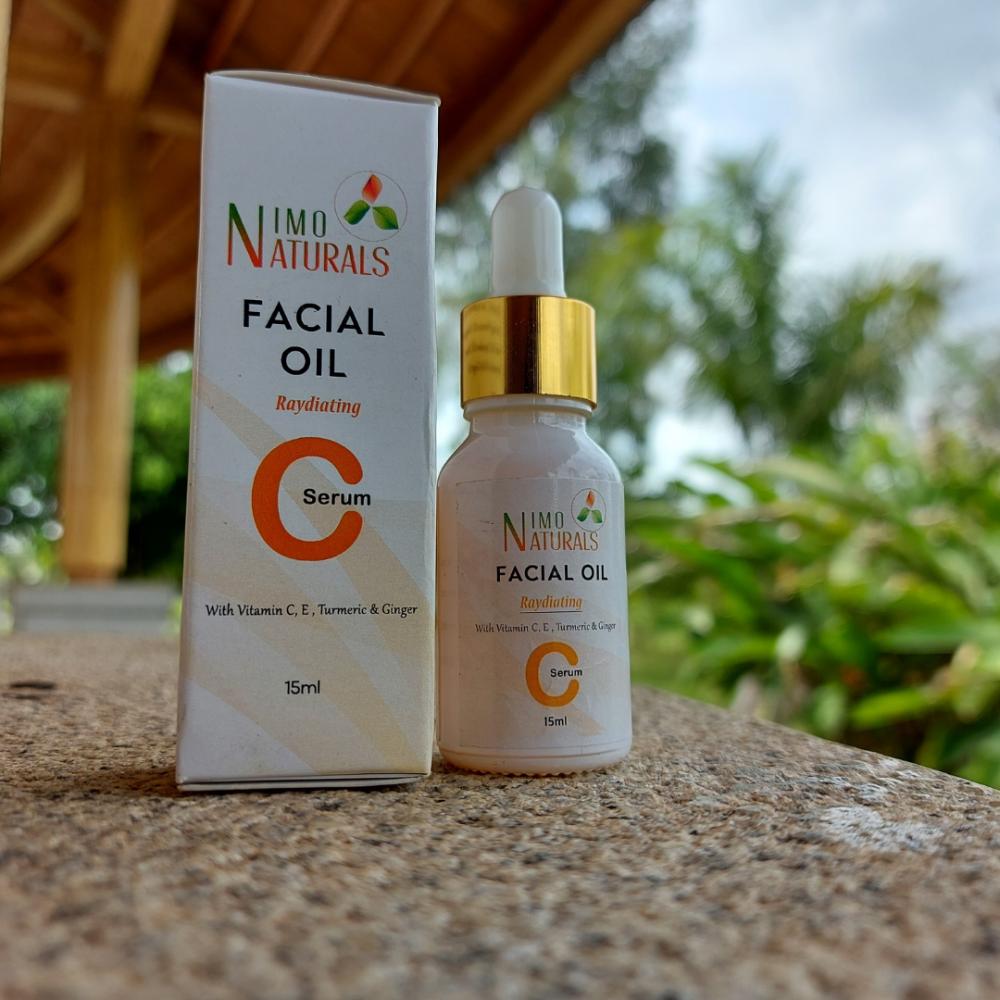 NIMO
NATURALS
FACIAL
OIL
Raydiating
C
Serum
With Vitamin C, E , Turmeric & Ginger
15ml
NIMO
NATURALS
FACIAL OIL
Raydiating
With Vitamin C, E , Turmeric & Ginger
C
Serum
15ml